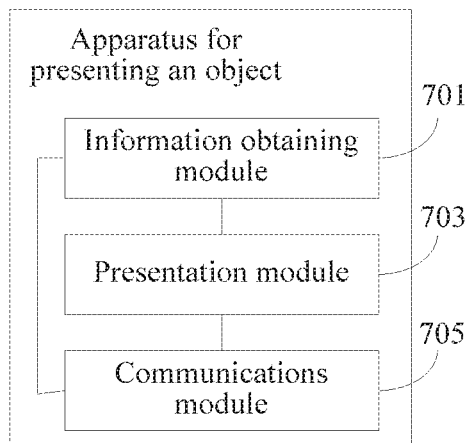 Apparatus for
presenting an object
701
Information obtaining
module
703
Presentation module
705
Communications
module